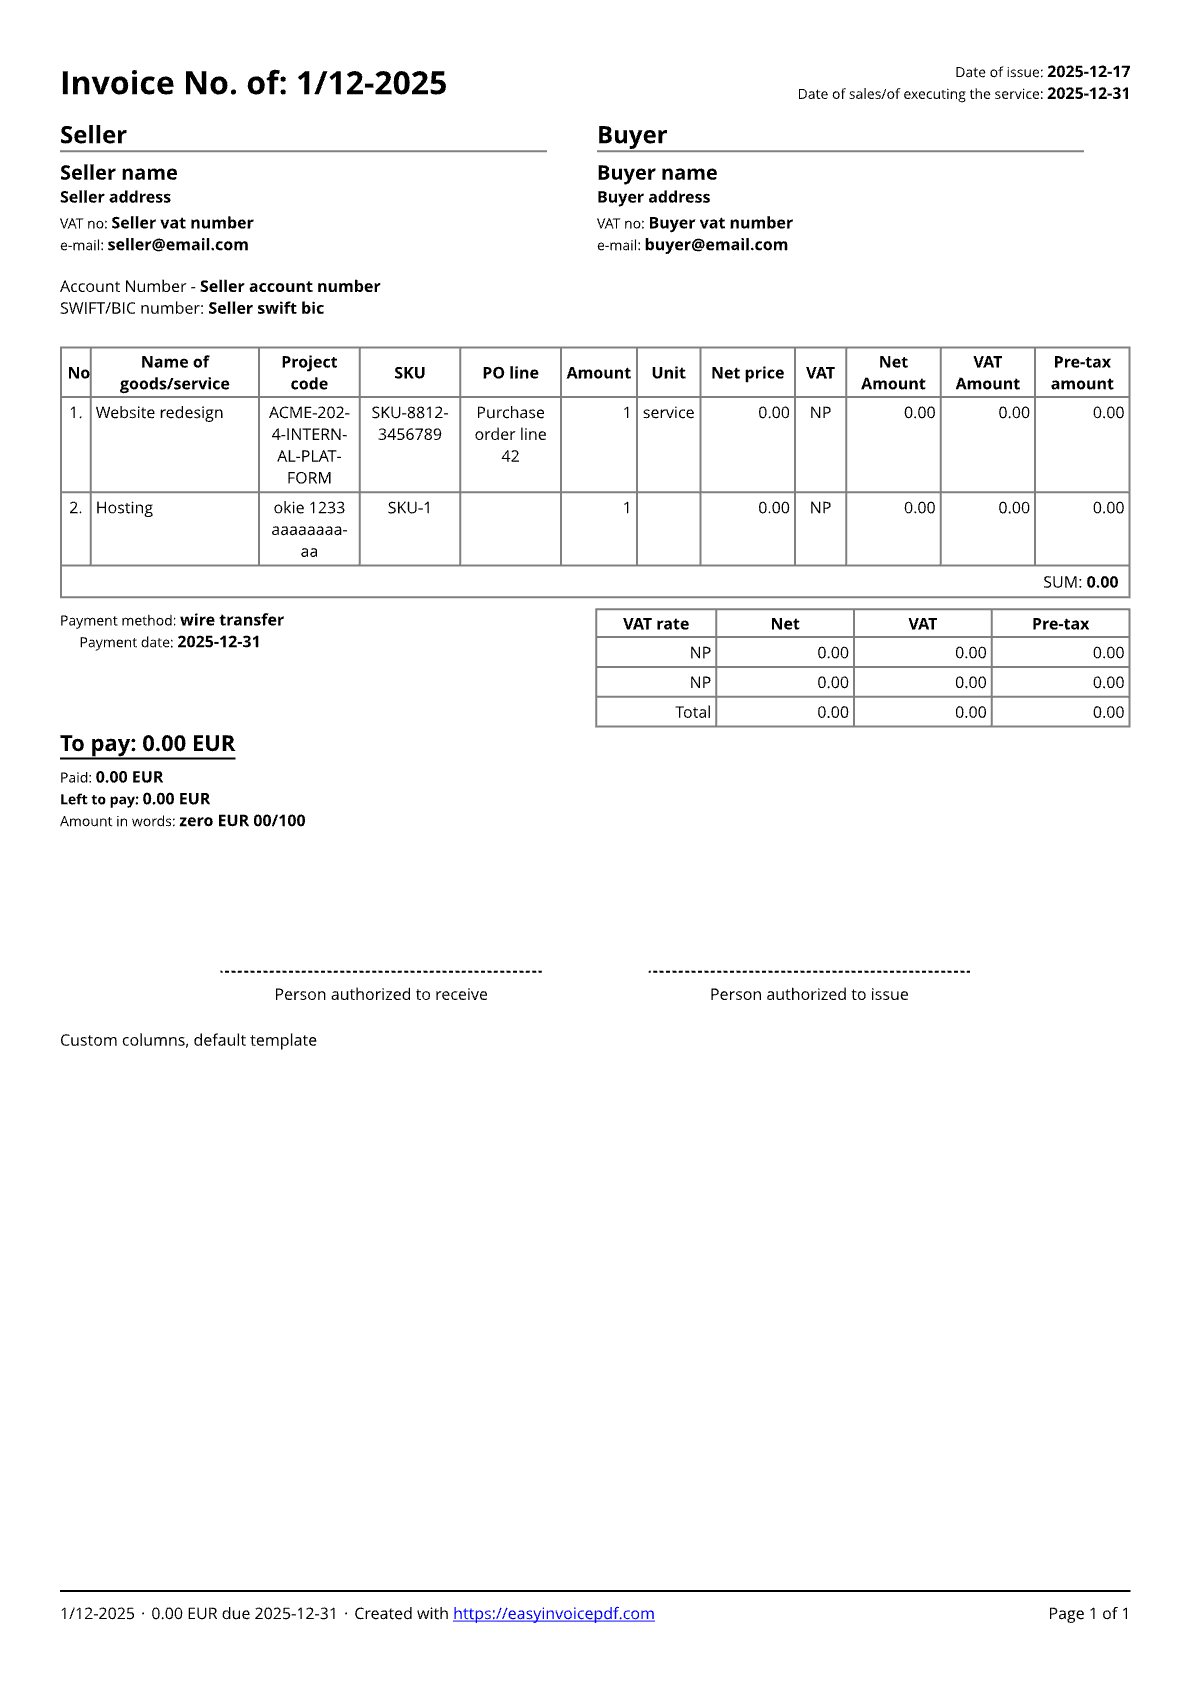 Invoice No. of: 1/12-2025
Date of issue: 2025-12-17
Date of sales/of executing the service: 2025-12-31
Seller
Seller name
Seller address
VAT no: Seller vat number
e-mail: seller@email.com
Account Number - Seller account number
SWIFT/BIC number: Seller swift bic
Buyer
Buyer name
Buyer address
VAT no: Buyer vat number
e-mail: buyer@email.com
No Name of goods/service Project code SKU PO line Amount Unit Net price VAT Net Amount VAT Amount Pre-tax amount
1. Website redesign ACME-202-4-INTERN-AL-PLAT-FORM SKU-8812-3456789 Purchase order line 42 1 service 0.00 NP 0.00 0.00 0.00
2. Hosting okie 1233 aaaaaaaa-aa SKU-1 1 0.00 NP 0.00 0.00 0.00
SUM: 0.00
Payment method: wire transfer
Payment date: 2025-12-31
VAT rate Net VAT Pre-tax
NP 0.00 0.00 0.00
NP 0.00 0.00 0.00
Total 0.00 0.00 0.00
To pay: 0.00 EUR
Paid: 0.00 EUR
Left to pay: 0.00 EUR
Amount in words: zero EUR 00/100
Person authorized to receive
Person authorized to issue
Custom columns, default template
1/12-2025 · 0.00 EUR due 2025-12-31 · Created with https://easyinvoicepdf.com
Page 1 of 1